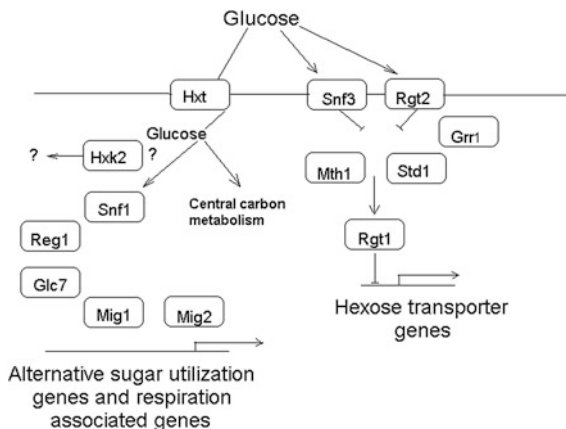 Glucose
Hxt
Snf3
Rgt2
Grr1
Glucose
? Hxk2 ?
Mth1
Std1
Snf1
Central carbon
metabolism
Reg1
Rgt1
Glc7
Mig1
Mig2
Hexose transporter
genes
Alternative sugar utilization
genes and respiration
associated genes